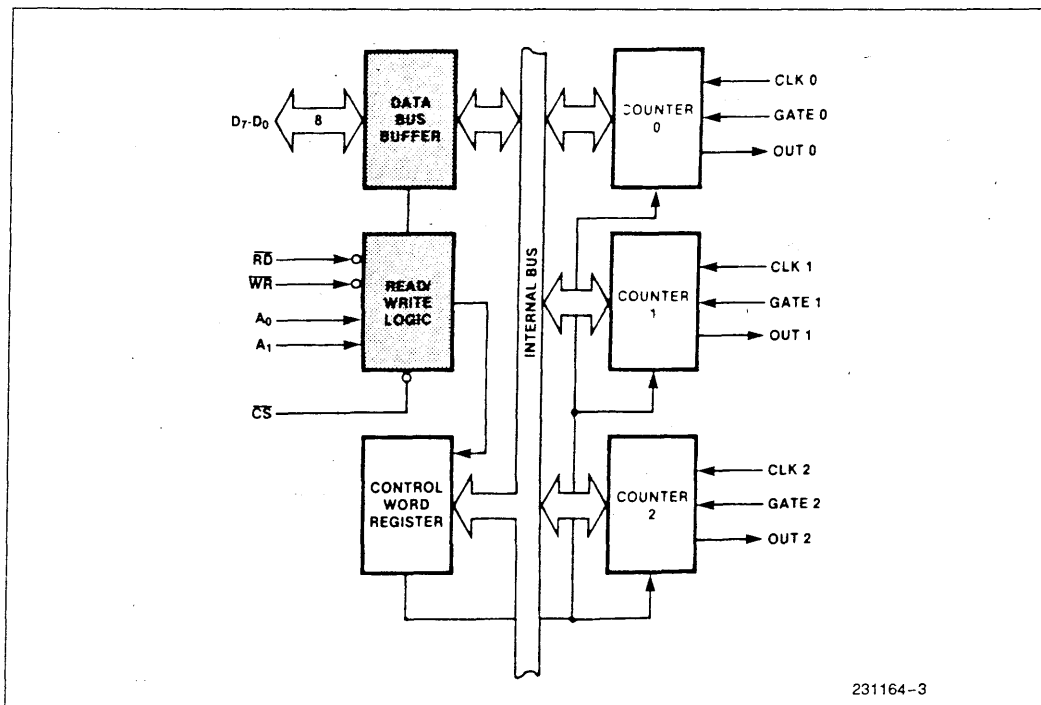 D7-D0
8
DATA
BUS
BUFFER
RD
WR
A0
A1
CS
READ/
WRITE
LOGIC
CONTROL
WORD
REGISTER
INTERNAL BUS
COUNTER
0
CLK 0
GATE 0
OUT 0
COUNTER
1
CLK 1
GATE 1
OUT 1
COUNTER
2
CLK 2
GATE 2
OUT 2
231164-3